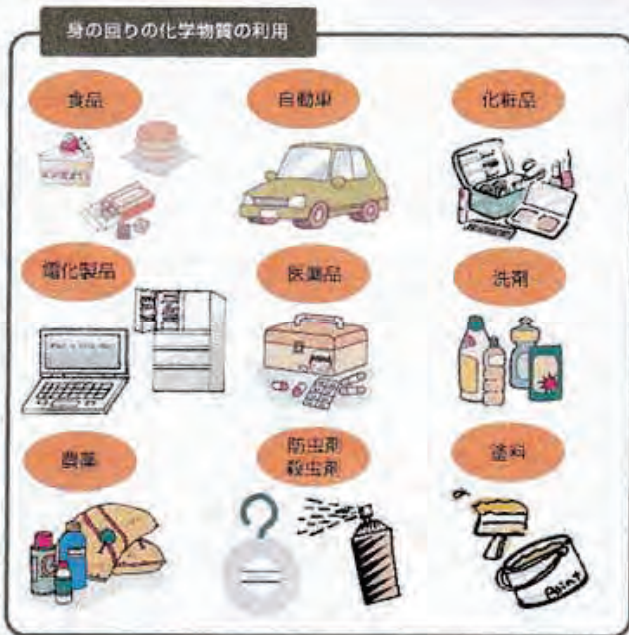 身の回りの化学物質の利用
食品
自動車
化粧品
電化製品
医薬品
洗剤
農薬
防虫剤
殺虫剤
塗料
Paint